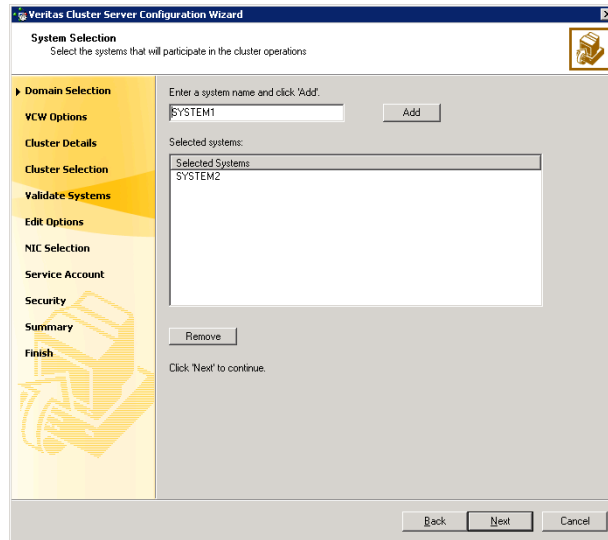 Veritas Cluster Server Configuration Wizard
System Selection
Select the systems that will participate in the cluster operations
Domain Selection
VCW Options
Cluster Details
Cluster Selection
Validate Systems
Edit Options
NIC Selection
Service Account
Security
Summary
Finish
Enter a system name and click 'Add'.
SYSTEM1
Add
Selected systems:
Selected Systems
SYSTEM2
Remove
Click 'Next' to continue.
Back
Next
Cancel